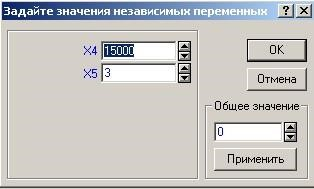 Задайте значения независимых переменных
X4 15000
OK
X5 3
Отмена
Общее значение
0
Применить